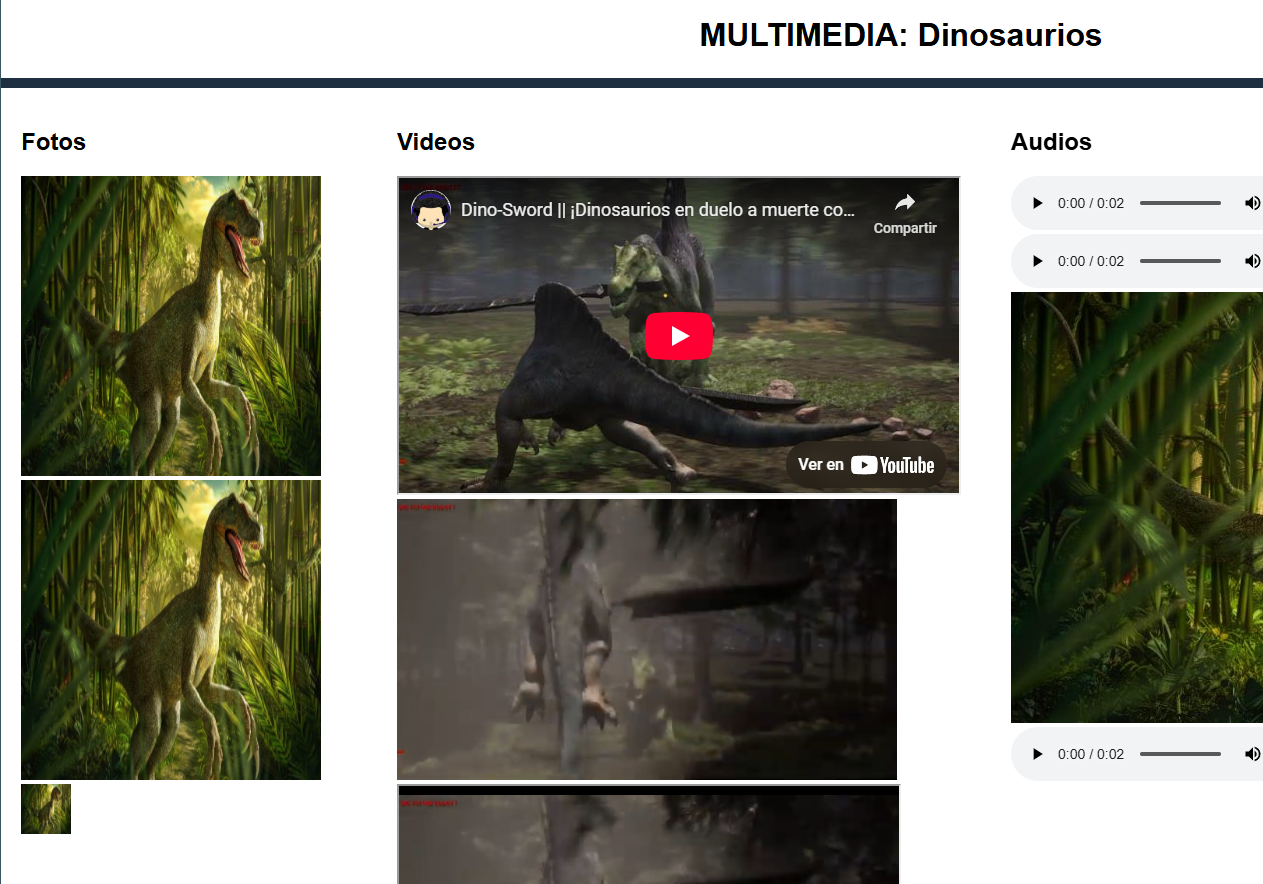 MULTIMEDIA: Dinosaurios
Fotos
Videos
Dino-Sword || ¡Dinosaurios en duelo a muerte co...
Compartir
Ver en YouTube
Audios
0:00 / 0:02
0:00 / 0:02
0:00 / 0:02